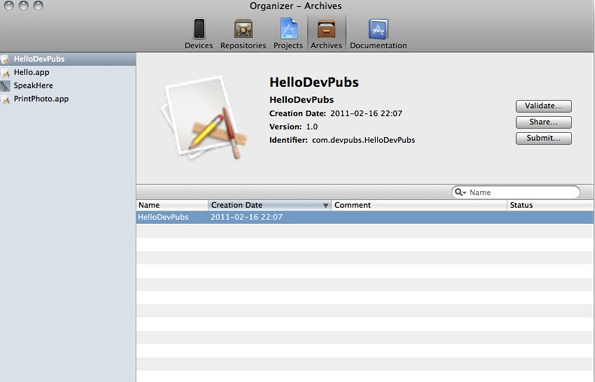 Organizer – Archives
Devices Repositories Projects Archives Documentation
HelloDevPubs
Hello.app
SpeakHere
PrintPhoto.app
HelloDevPubs
HelloDevPubs
Creation Date: 2011-02-16 22:07
Version: 1.0
Identifier: com.devpubs.HelloDevPubs
Validate...
Share...
Submit...
Name
Name Creation Date Comment Status
HelloDevPubs 2011-02-16 22:07